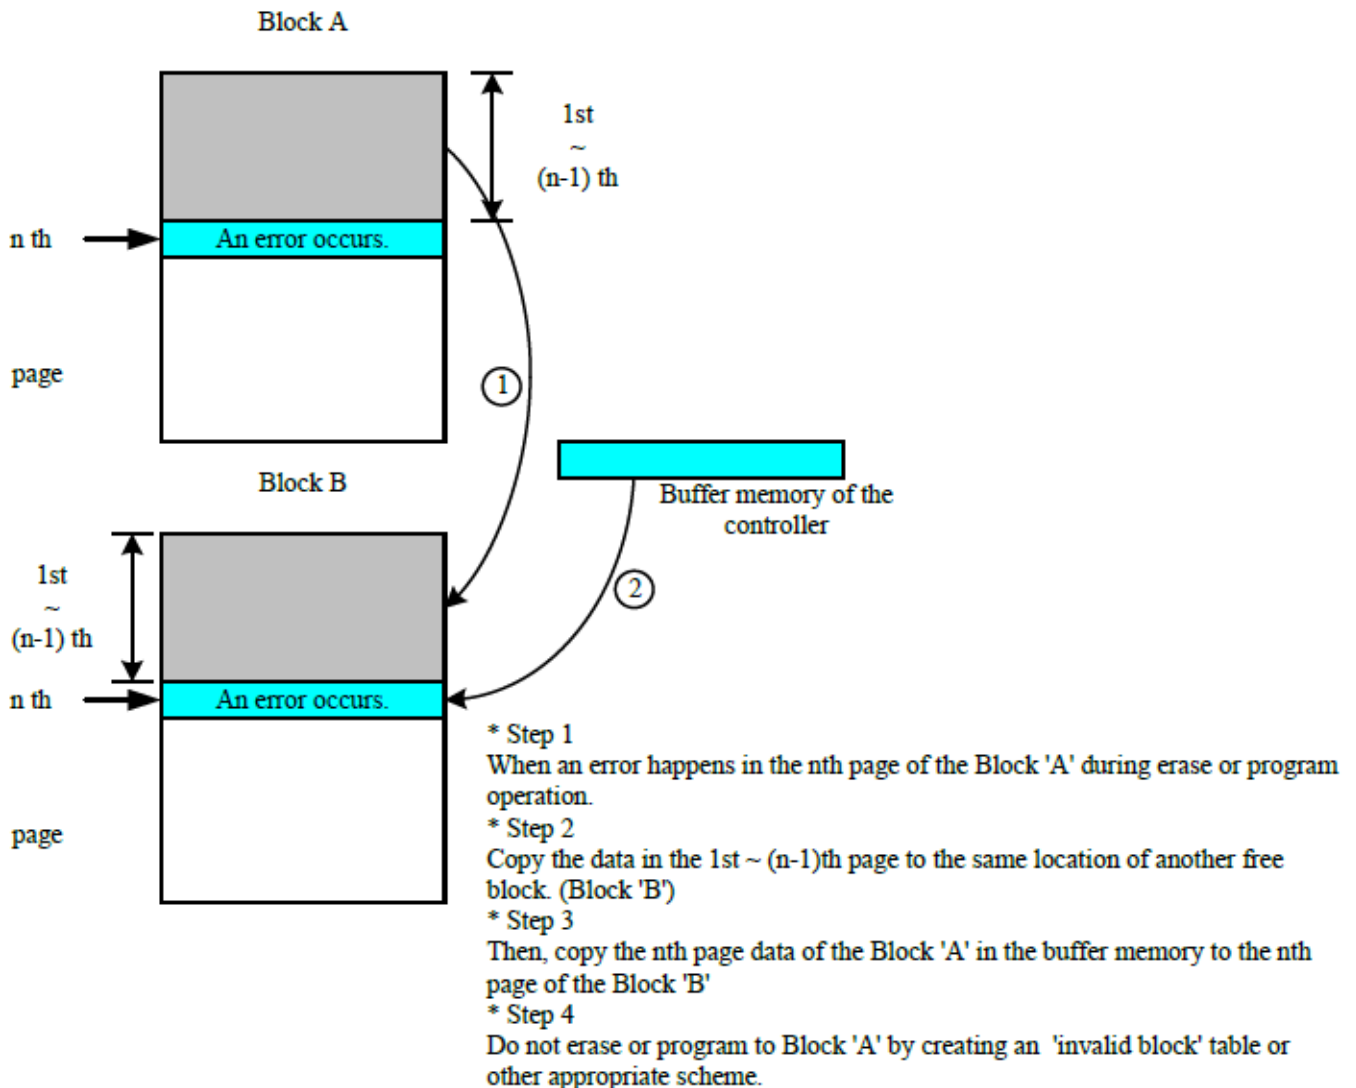 Block A
1st
~
(n-1) th
n th
An error occurs.
page
1
Block B
Buffer memory of the
controller
1st
~
(n-1) th
2
n th
An error occurs.
page
* Step 1
When an error happens in the nth page of the Block 'A' during erase or program
operation.
* Step 2
Copy the data in the 1st ~ (n-1)th page to the same location of another free
block. (Block 'B')
* Step 3
Then, copy the nth page data of the Block 'A' in the buffer memory to the nth
page of the Block 'B'
* Step 4
Do not erase or program to Block 'A' by creating an 'invalid block' table or
other appropriate scheme.